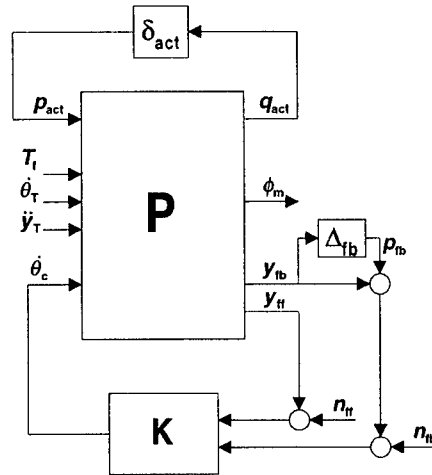 δact
pact
qact
Tf
θ̇T
ÿT
θ̇c
P
ϕm
Δfb
pfb
yfb
yff
K
nff
nfb